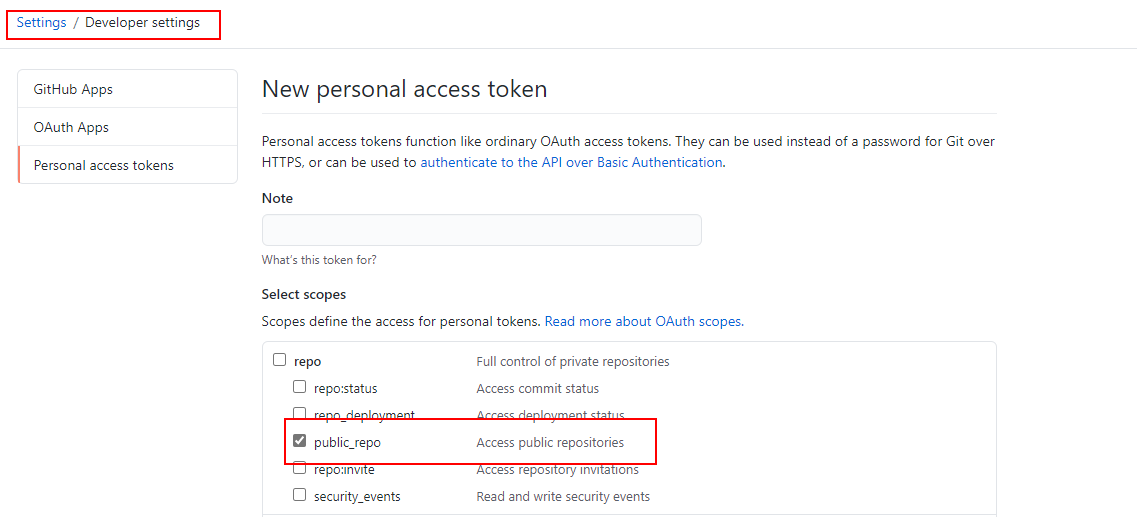 Settings / Developer settings
GitHub Apps
OAuth Apps
Personal access tokens
New personal access token
Personal access tokens function like ordinary OAuth access tokens. They can be used instead of a password for Git over
HTTPS, or can be used to authenticate to the API over Basic Authentication.
Note
What's this token for?
Select scopes
Scopes define the access for personal tokens. Read more about OAuth scopes.
repo Full control of private repositories
repo:status Access commit status
repo_deployment Access deployment status
public_repo Access public repositories
repo:invite Access repository invitations
security_events Read and write security events